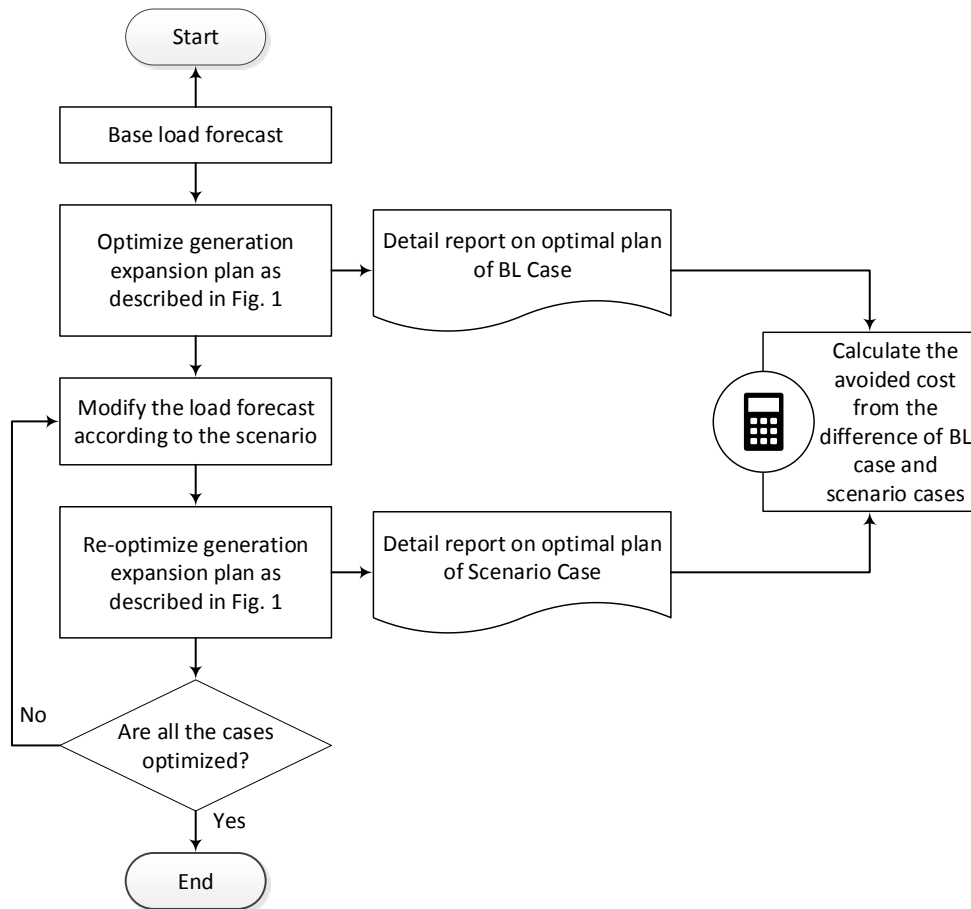 Start
Base load forecast
Optimize generation
expansion plan as
described in Fig. 1
Detail report on optimal plan
of BL Case
Calculate the
avoided cost
from the
difference of BL
case and
scenario cases
Modify the load forecast
according to the scenario
Re-optimize generation
expansion plan as
described in Fig. 1
Detail report on optimal plan
of Scenario Case
No
Are all the cases
optimized?
Yes
End